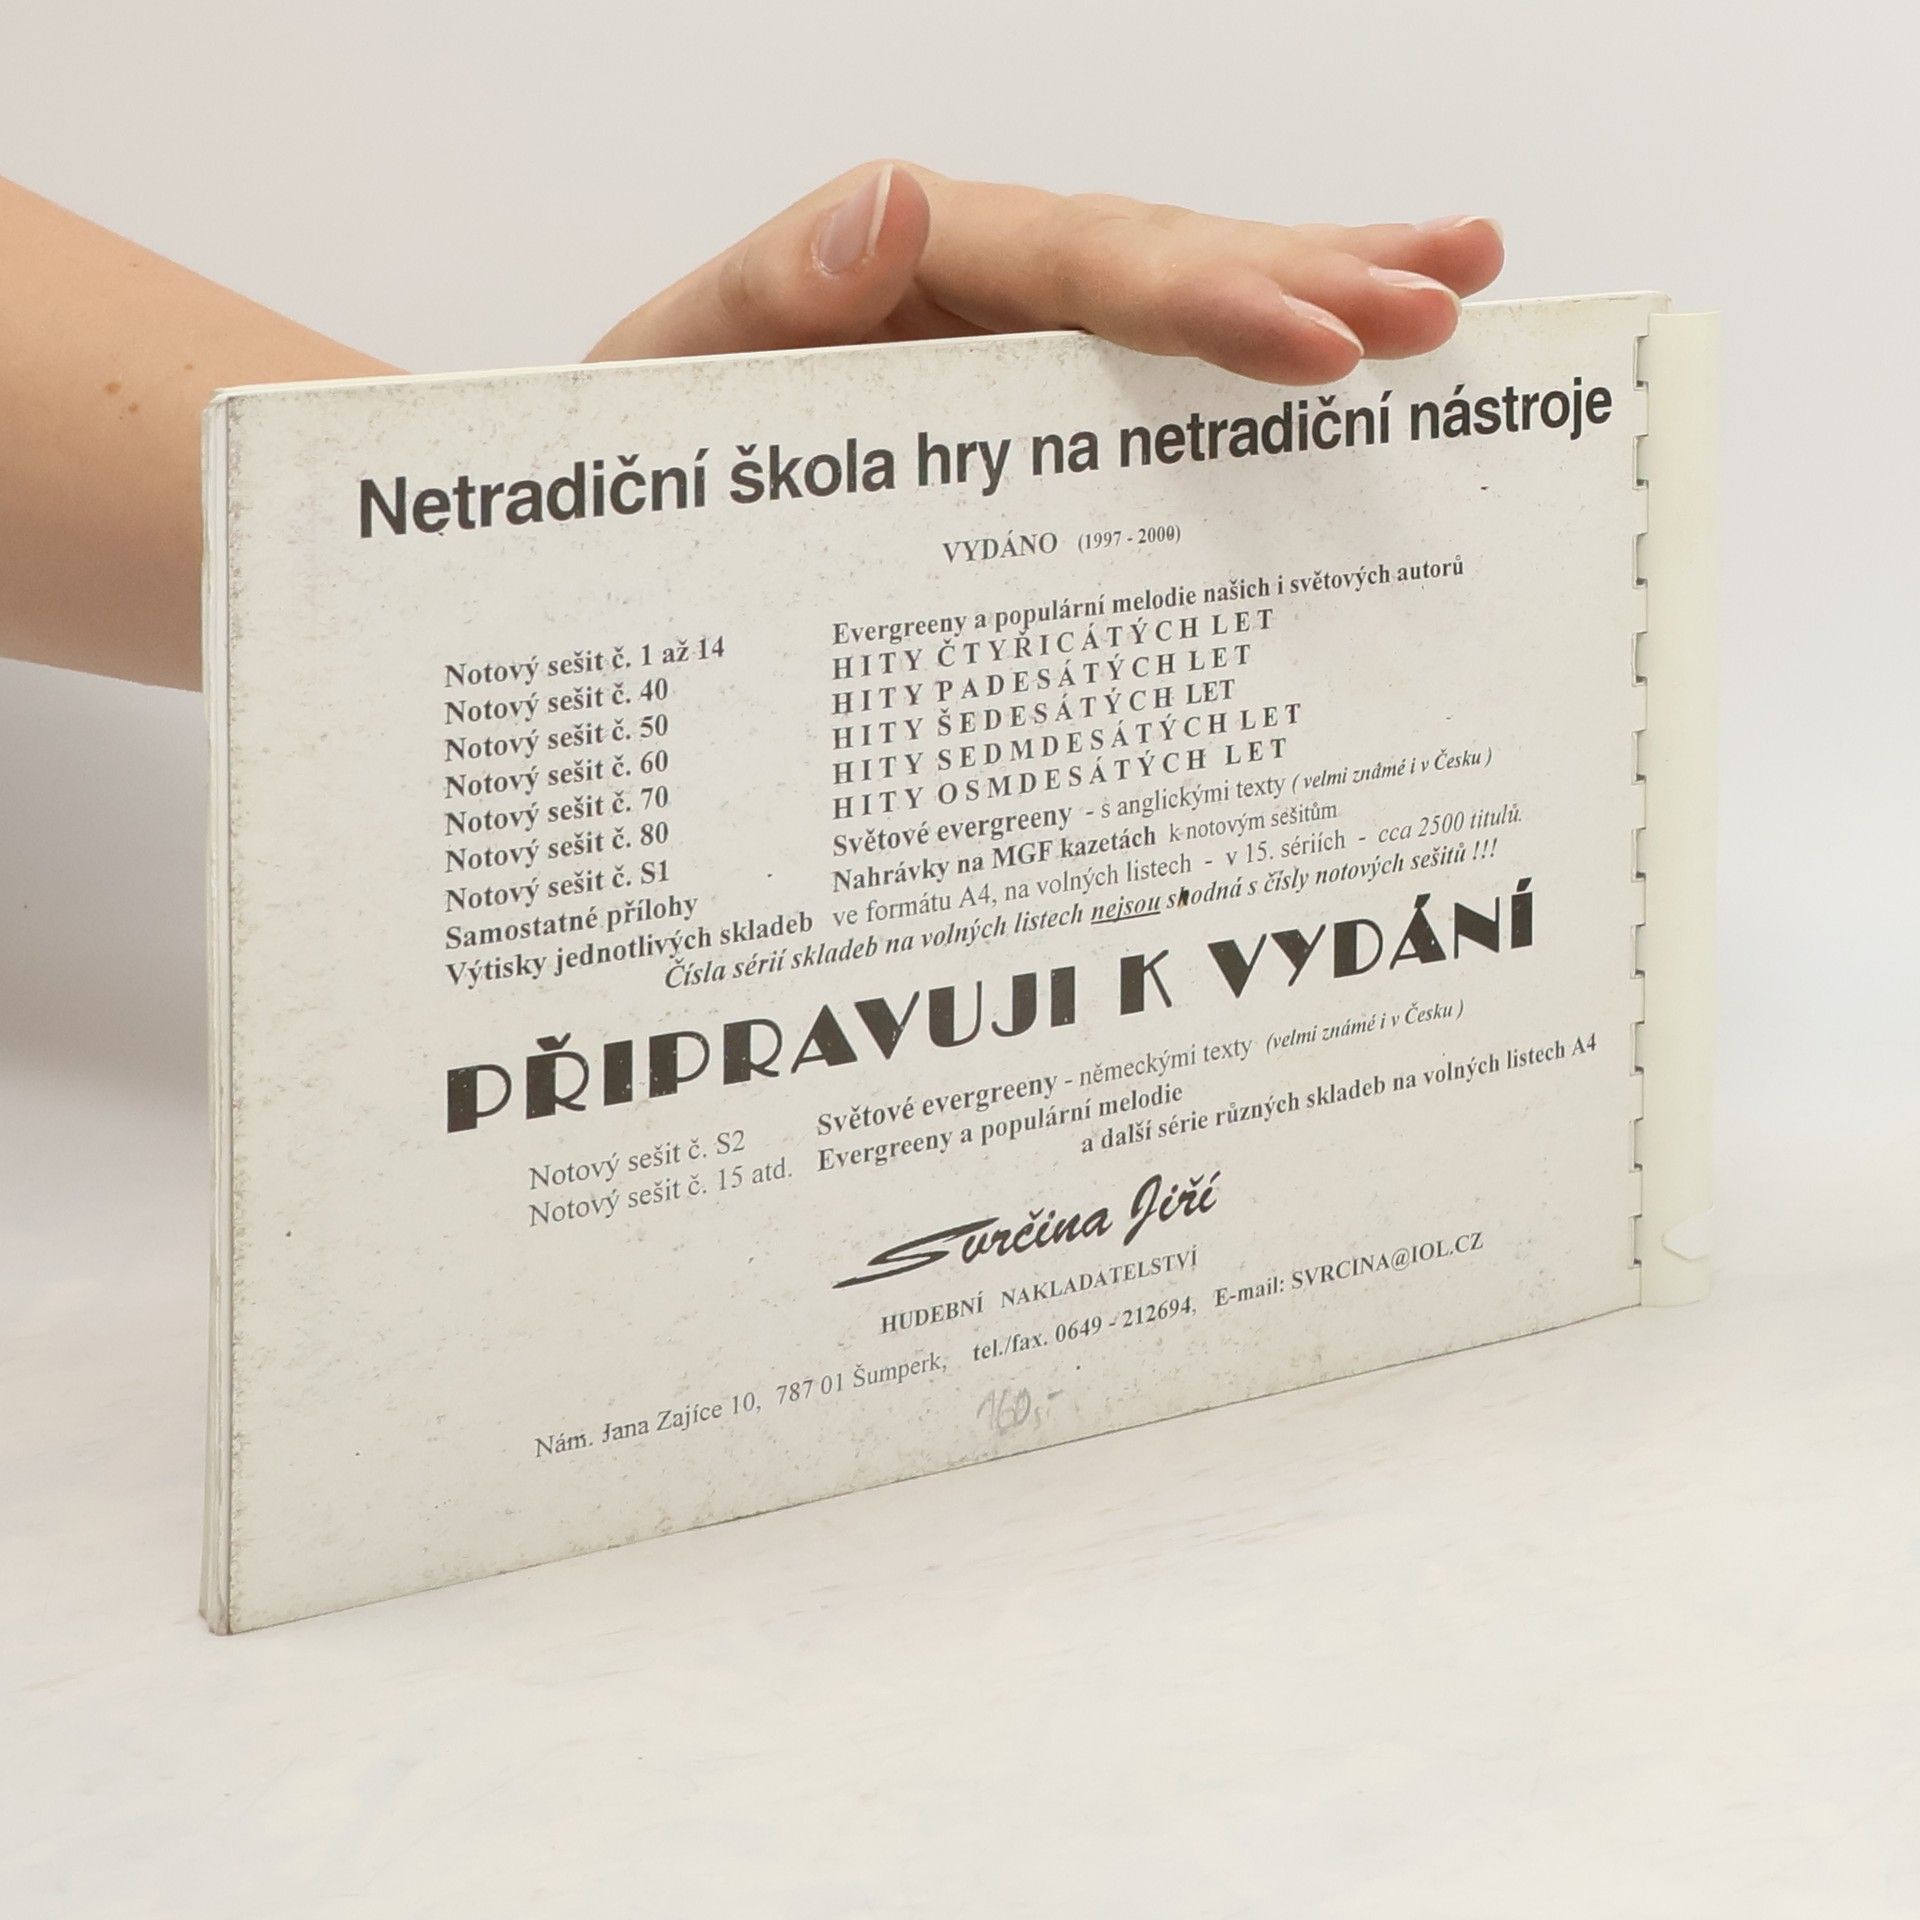 Netradiční škola hry na netradiční nástroje
VYDÁNO (1997 - 2000)
Notový sešit č. 1 až 14 Evergreeny a populární melodie našich i světových autorů
Notový sešit č. 40 HITY ČTYŘICÁTÝCH LET
Notový sešit č. 50 HITY PADESÁTÝCH LET
Notový sešit č. 60 HITY ŠEDESÁTÝCH LET
Notový sešit č. 70 HITY SEDMDESÁTÝCH LET
Notový sešit č. 80 HITY OSMDESÁTÝCH LET
Notový sešit č. S1 Světové evergreeny - s anglickými texty ( velmi známé i v Česku )
Samostatné přílohy Nahrávky na MGF kazetách k notovým sešitům
Výtisky jednotlivých skladeb ve formátu A4, na volných listech - v 15. sériích - cca 2500 titulů.
Čísla sérií skladeb na volných listech nejsou shodná s čísly notových sešitů !!!
PŘIPRAVUJI K VYDÁNÍ
Notový sešit č. S2 Světové evergreeny - německými texty (velmi známé i v Česku )
Notový sešit č. 15 atd. Evergreeny a populární melodie
a další série různých skladeb na volných listech A4
Svrčina Jiří
HUDEBNÍ NAKLADATELSTVÍ
Nám. Jana Zajíce 10, 787 01 Šumperk, tel./fax. 0649 - 212694, E-mail: SVRCINA@IOL.CZ
160,-